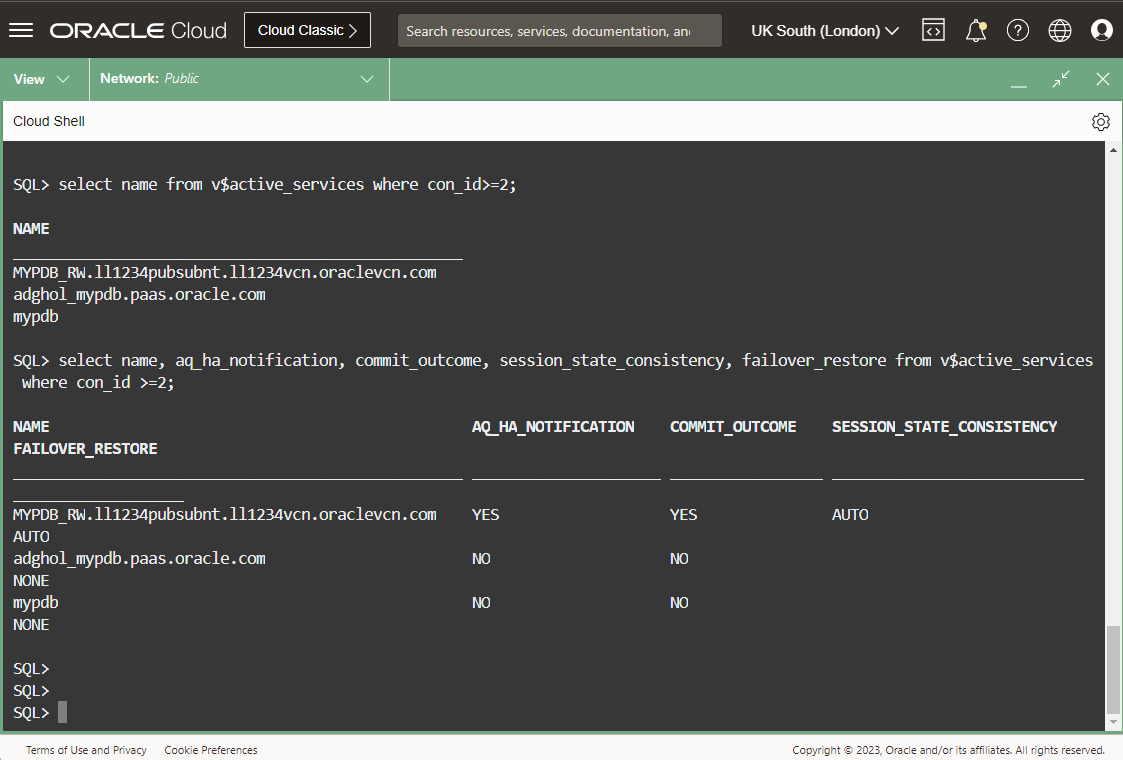 ORACLE Cloud Cloud Classic Search resources, services, documentation, an UK South (London)
View Network: Public
Cloud Shell
SQL> select name from v$active_services where con_id>=2;
NAME
MYPDB_RW.ll1234pubsubnt.ll1234vcn.oraclevcn.com
adghol_mypdb.paas.oracle.com
mypdb
SQL> select name, aq_ha_notification, commit_outcome, session_state_consistency, failover_restore from v$active_services
where con_id >=2;
NAME AQ_HA_NOTIFICATION COMMIT_OUTCOME SESSION_STATE_CONSISTENCY
FAILOVER_RESTORE
MYPDB_RW.ll1234pubsubnt.ll1234vcn.oraclevcn.com YES YES AUTO
AUTO
adghol_mypdb.paas.oracle.com NO NO
NONE
mypdb NO NO
NONE
SQL>
SQL>
SQL>
Terms of Use and Privacy Cookie Preferences Copyright © 2023, Oracle and/or its affiliates. All rights reserved.